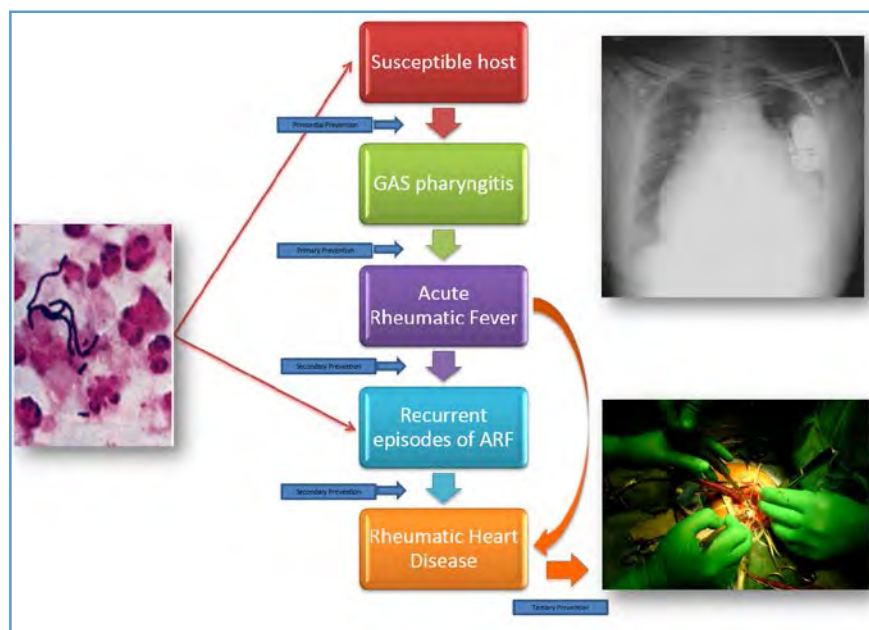 Susceptible host
Primordial Prevention
GAS pharyngitis
Primary Prevention
Acute
Rheumatic Fever
Secondary Prevention
Recurrent
episodes of ARF
Secondary Prevention
Rheumatic Heart
Disease
Tertiary Prevention